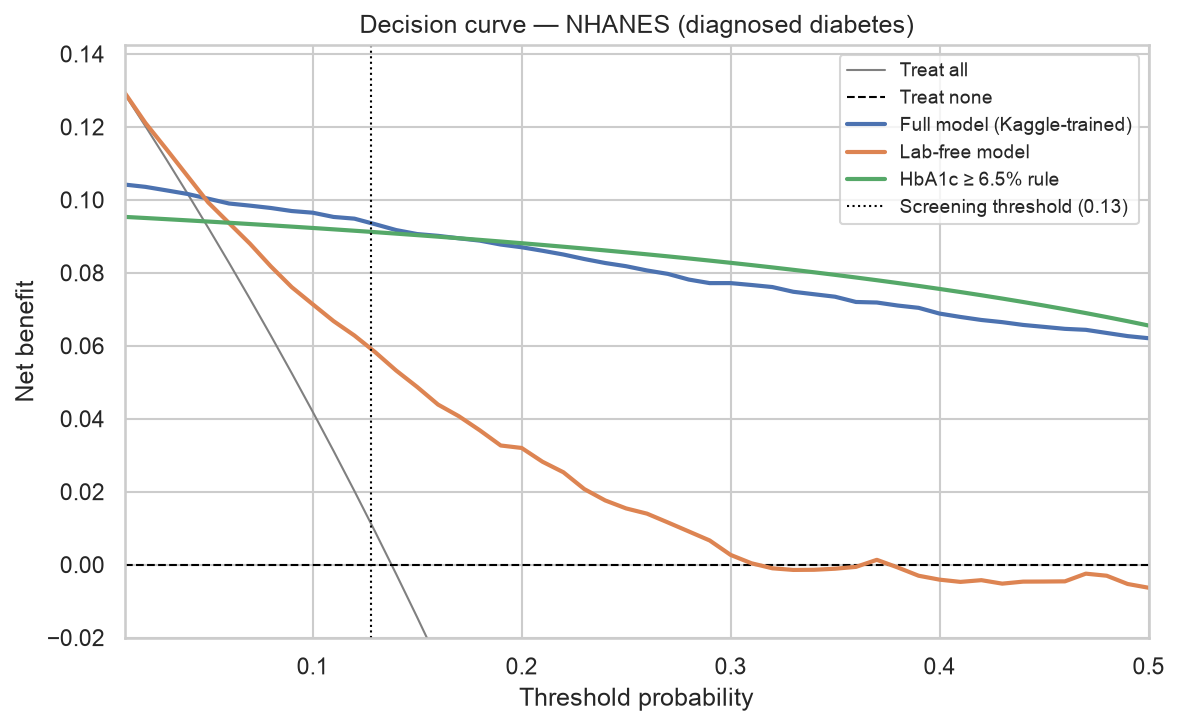 Decision curve — NHANES (diagnosed diabetes)
0.14
0.12
0.10
0.08
0.06
0.04
0.02
0.00
−0.02
Net benefit
Treat all
Treat none
Full model (Kaggle-trained)
Lab-free model
HbA1c ≥ 6.5% rule
Screening threshold (0.13)
0.1
0.2
0.3
0.4
0.5
Threshold probability